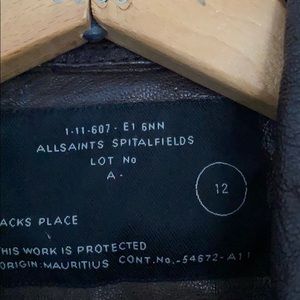 1-11-607- E1 6NN
ALLSAINTS SPITALFIELDS
LOT No
A.
12
ACKS PLACE
THIS WORK IS PROTECTED
ORIGIN: MAURITIUS CONT.No.-54672-A11